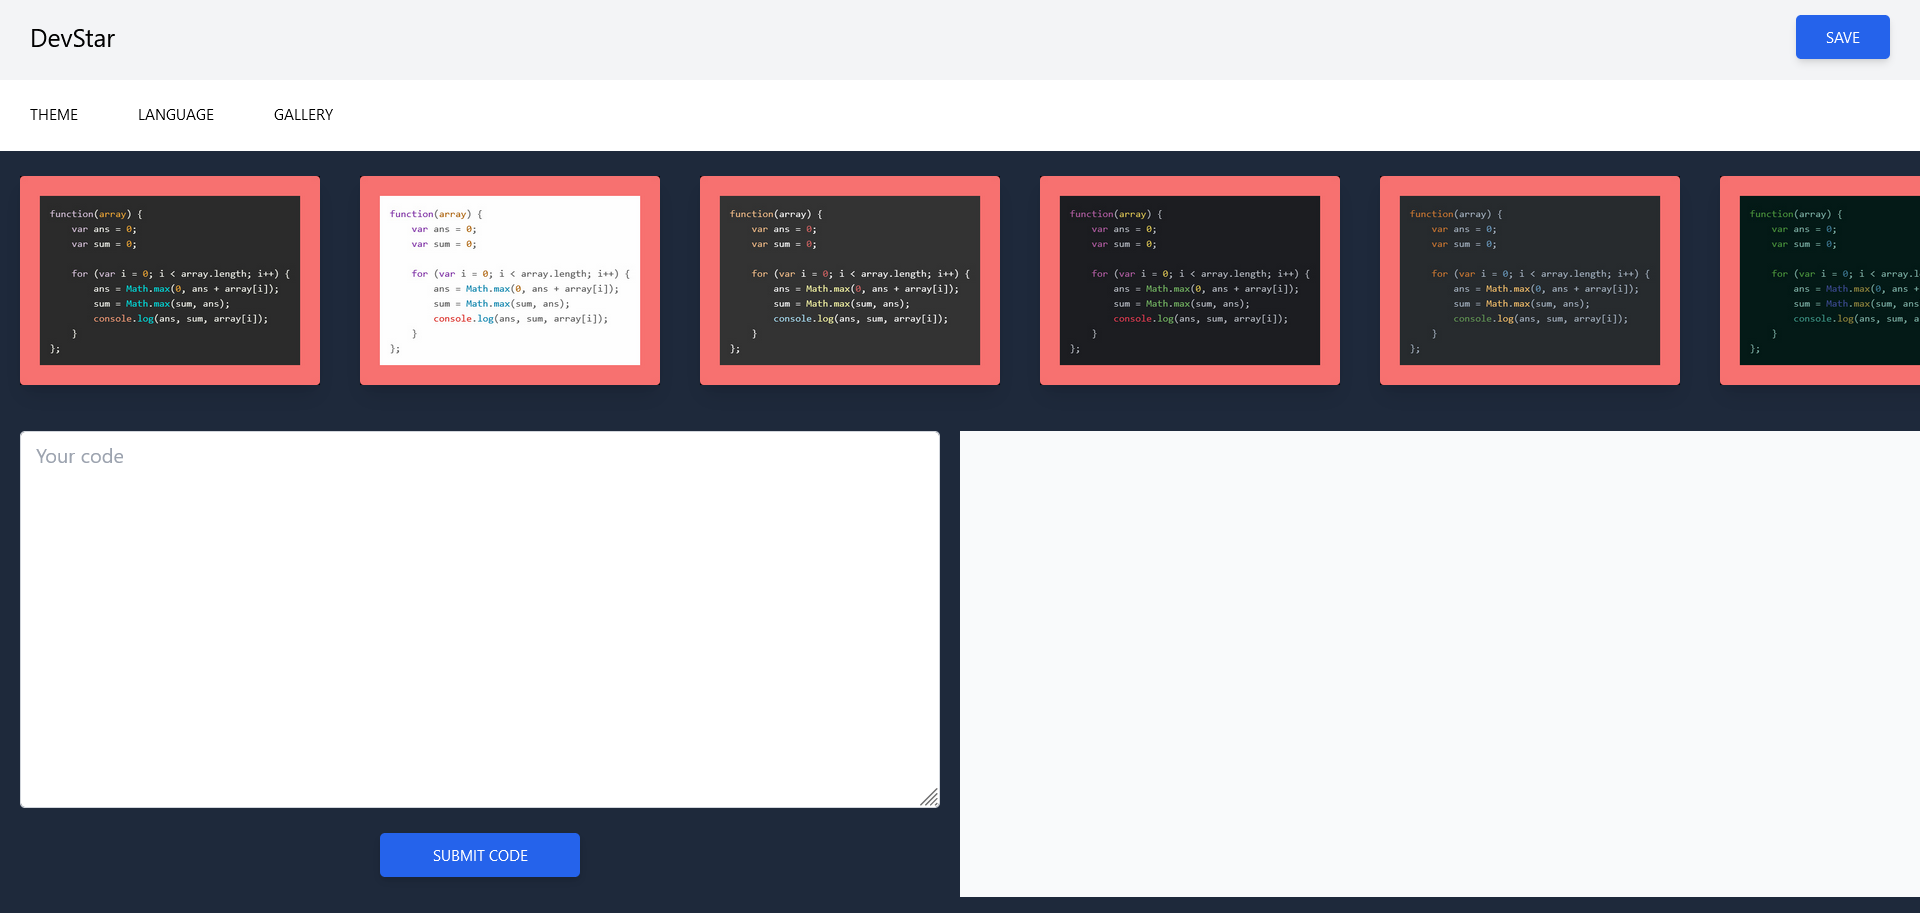 DevStar
SAVE
THEME
LANGUAGE
GALLERY
function(array) {
    var ans = 0;
    var sum = 0;
    for (var i = 0; i < array.length; i++) {
        ans = Math.max(0, ans + array[i]);
        sum = Math.max(sum, ans);
        console.log(ans, sum, array[i]);
    }
};
function(array) {
    var ans = 0;
    var sum = 0;
    for (var i = 0; i < array.length; i++) {
        ans = Math.max(0, ans + array[i]);
        sum = Math.max(sum, ans);
        console.log(ans, sum, array[i]);
    }
};
function(array) {
    var ans = 0;
    var sum = 0;
    for (var i = 0; i < array.length; i++) {
        ans = Math.max(0, ans + array[i]);
        sum = Math.max(sum, ans);
        console.log(ans, sum, array[i]);
    }
};
function(array) {
    var ans = 0;
    var sum = 0;
    for (var i = 0; i < array.length; i++) {
        ans = Math.max(0, ans + array[i]);
        sum = Math.max(sum, ans);
        console.log(ans, sum, array[i]);
    }
};
function(array) {
    var ans = 0;
    var sum = 0;
    for (var i = 0; i < array.length; i++) {
        ans = Math.max(0, ans + array[i]);
        sum = Math.max(sum, ans);
        console.log(ans, sum, array[i]);
    }
};
function(array) {
    var ans = 0;
    var sum = 0;
    for (var i = 0; i < array.l
        ans = Math.max(0, ans +
        sum = Math.max(sum, ans
        console.log(ans, sum, a
    }
};
Your code
SUBMIT CODE